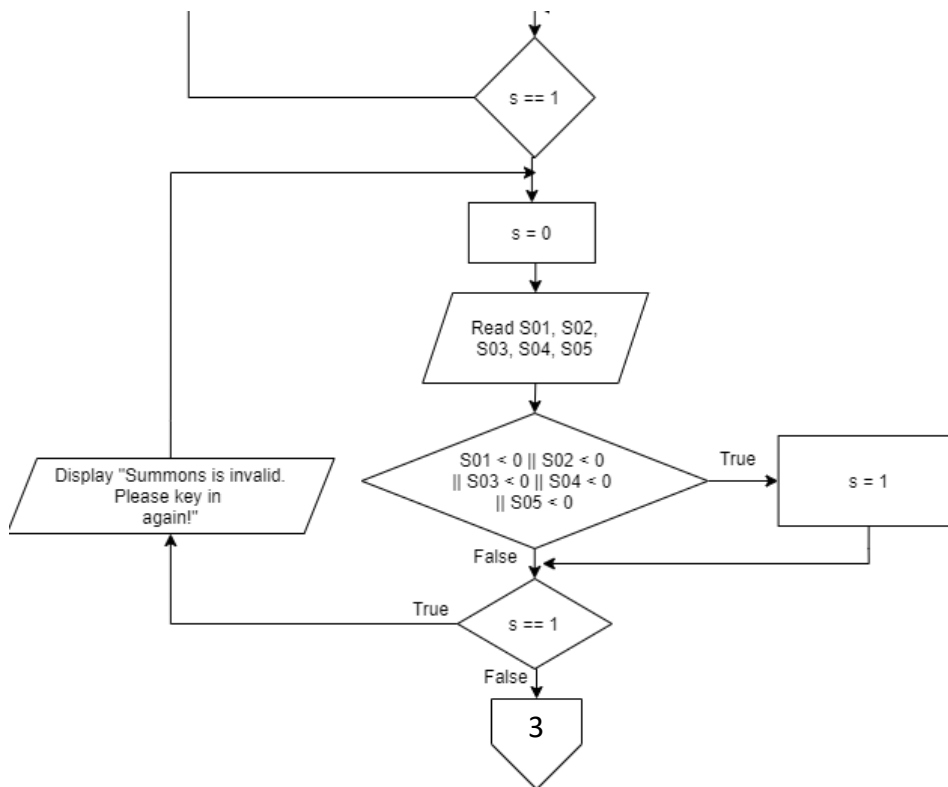 s == 1
s = 0
Read S01, S02,
S03, S04, S05
S01 < 0 || S02 < 0
|| S03 < 0 || S04 < 0
|| S05 < 0
True
s = 1
Display "Summons is invalid.
Please key in
again!"
False
True
s == 1
False
3